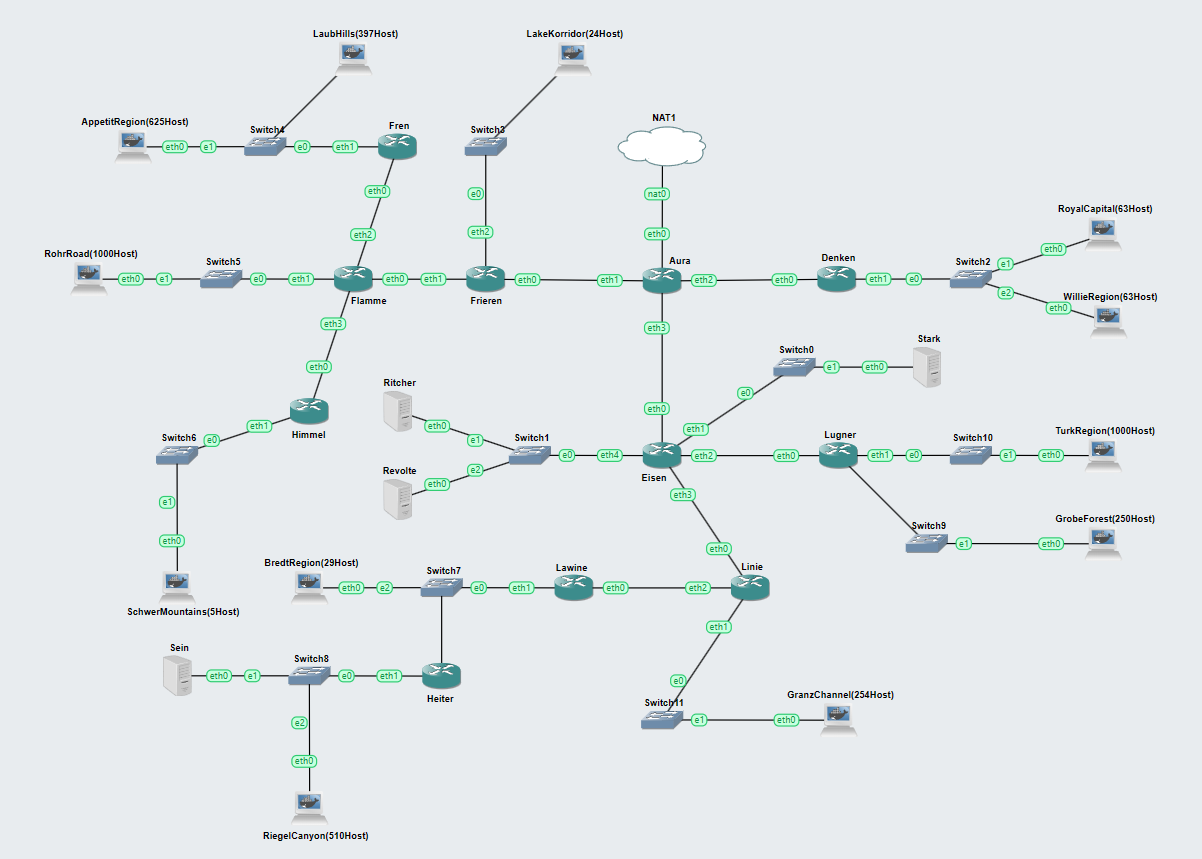 LaubHills(397Host)
LakeKorridor(24Host)
AppetitRegion(625Host)
Switch4
Fren
Switch3
NAT1
eth0 e1 e0 eth1
eth0
e0
nat0
RoyalCapital(63Host)
eth2
eth2
eth0
eth0
RohrRoad(1000Host)
Switch5
Aura
Denken
Switch2
e1
eth0 e1 e0 eth1 eth0 eth1 eth0 eth1 eth2 eth0 eth1 e0
Flamme
Frieren
e2
WillieRegion(63Host)
eth0
eth3
eth3
Switch0
Stark
eth0
e1 eth0
Ritcher
e0
eth0
Himmel
eth0
eth1
Switch6
e0
eth1
eth0
e1
Switch1
Lugner
Switch10
TurkRegion(1000Host)
e0 eth4
eth2 eth0 eth1 e0 e1 eth0
Revolte
e2
eth0
Eisen
e1
eth3
Switch9
GrobeForest(250Host)
eth0
eth0
e1 eth0
BredtRegion(29Host)
Switch7
Lawine
Linie
eth0 e2 e0 eth1 eth0 eth2
SchwerMountains(5Host)
eth1
Sein
Switch8
eth0 e1 e0 eth1
e0
Heiter
Switch11
GranzChannel(254Host)
e2
e1 eth0
eth0
RiegelCanyon(510Host)